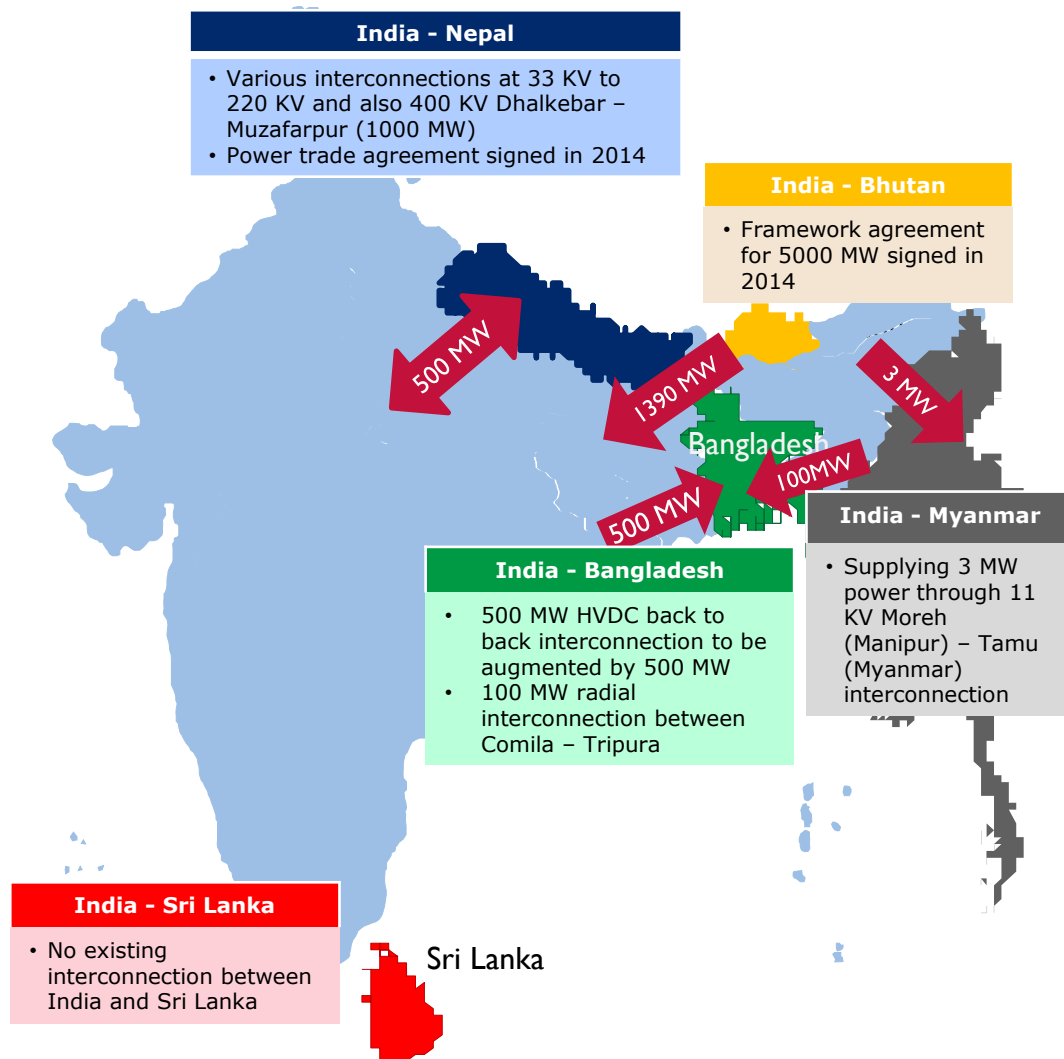 India - Nepal
• Various interconnections at 33 KV to
220 KV and also 400 KV Dhalkebar –
Muzafarpur (1000 MW)
• Power trade agreement signed in 2014
India - Bhutan
• Framework agreement
for 5000 MW signed in
2014
500 MW
1390 MW
3 MW
Bangladesh
100MW
500 MW
India - Myanmar
• Supplying 3 MW
power through 11
KV Moreh
(Manipur) – Tamu
(Myanmar)
interconnection
India - Bangladesh
• 500 MW HVDC back to
back interconnection to be
augmented by 500 MW
• 100 MW radial
interconnection between
Comila – Tripura
India - Sri Lanka
• No existing
interconnection between
India and Sri Lanka
Sri Lanka